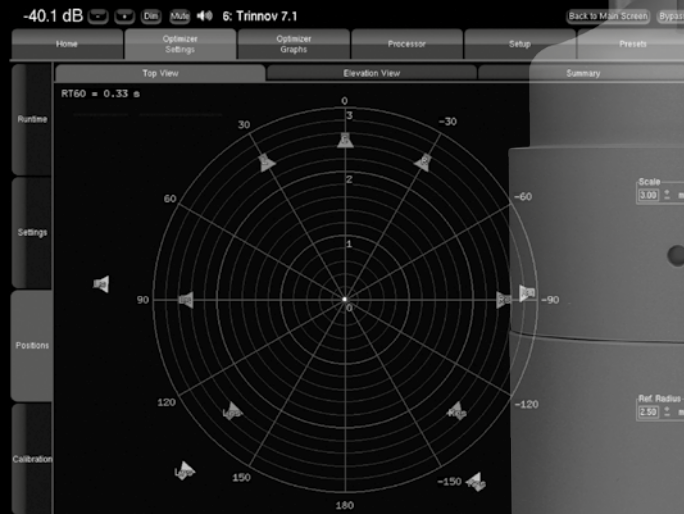 -40.1 dB Dim Mute 6: Trinnov 7.1 Back to Main Screen Bypass
Home Optimizer Settings Optimizer Graphs Processor Setup Presets
Top View Elevation View Summary
RT60 = 0.33 s
Runtime
Settings
Positions
Calibration
0
3
30
-30
2
60
-60
1
90
0
-90
120
-120
150
-150
180
Scale
3.00 m
Ref. Radius
2.50 m